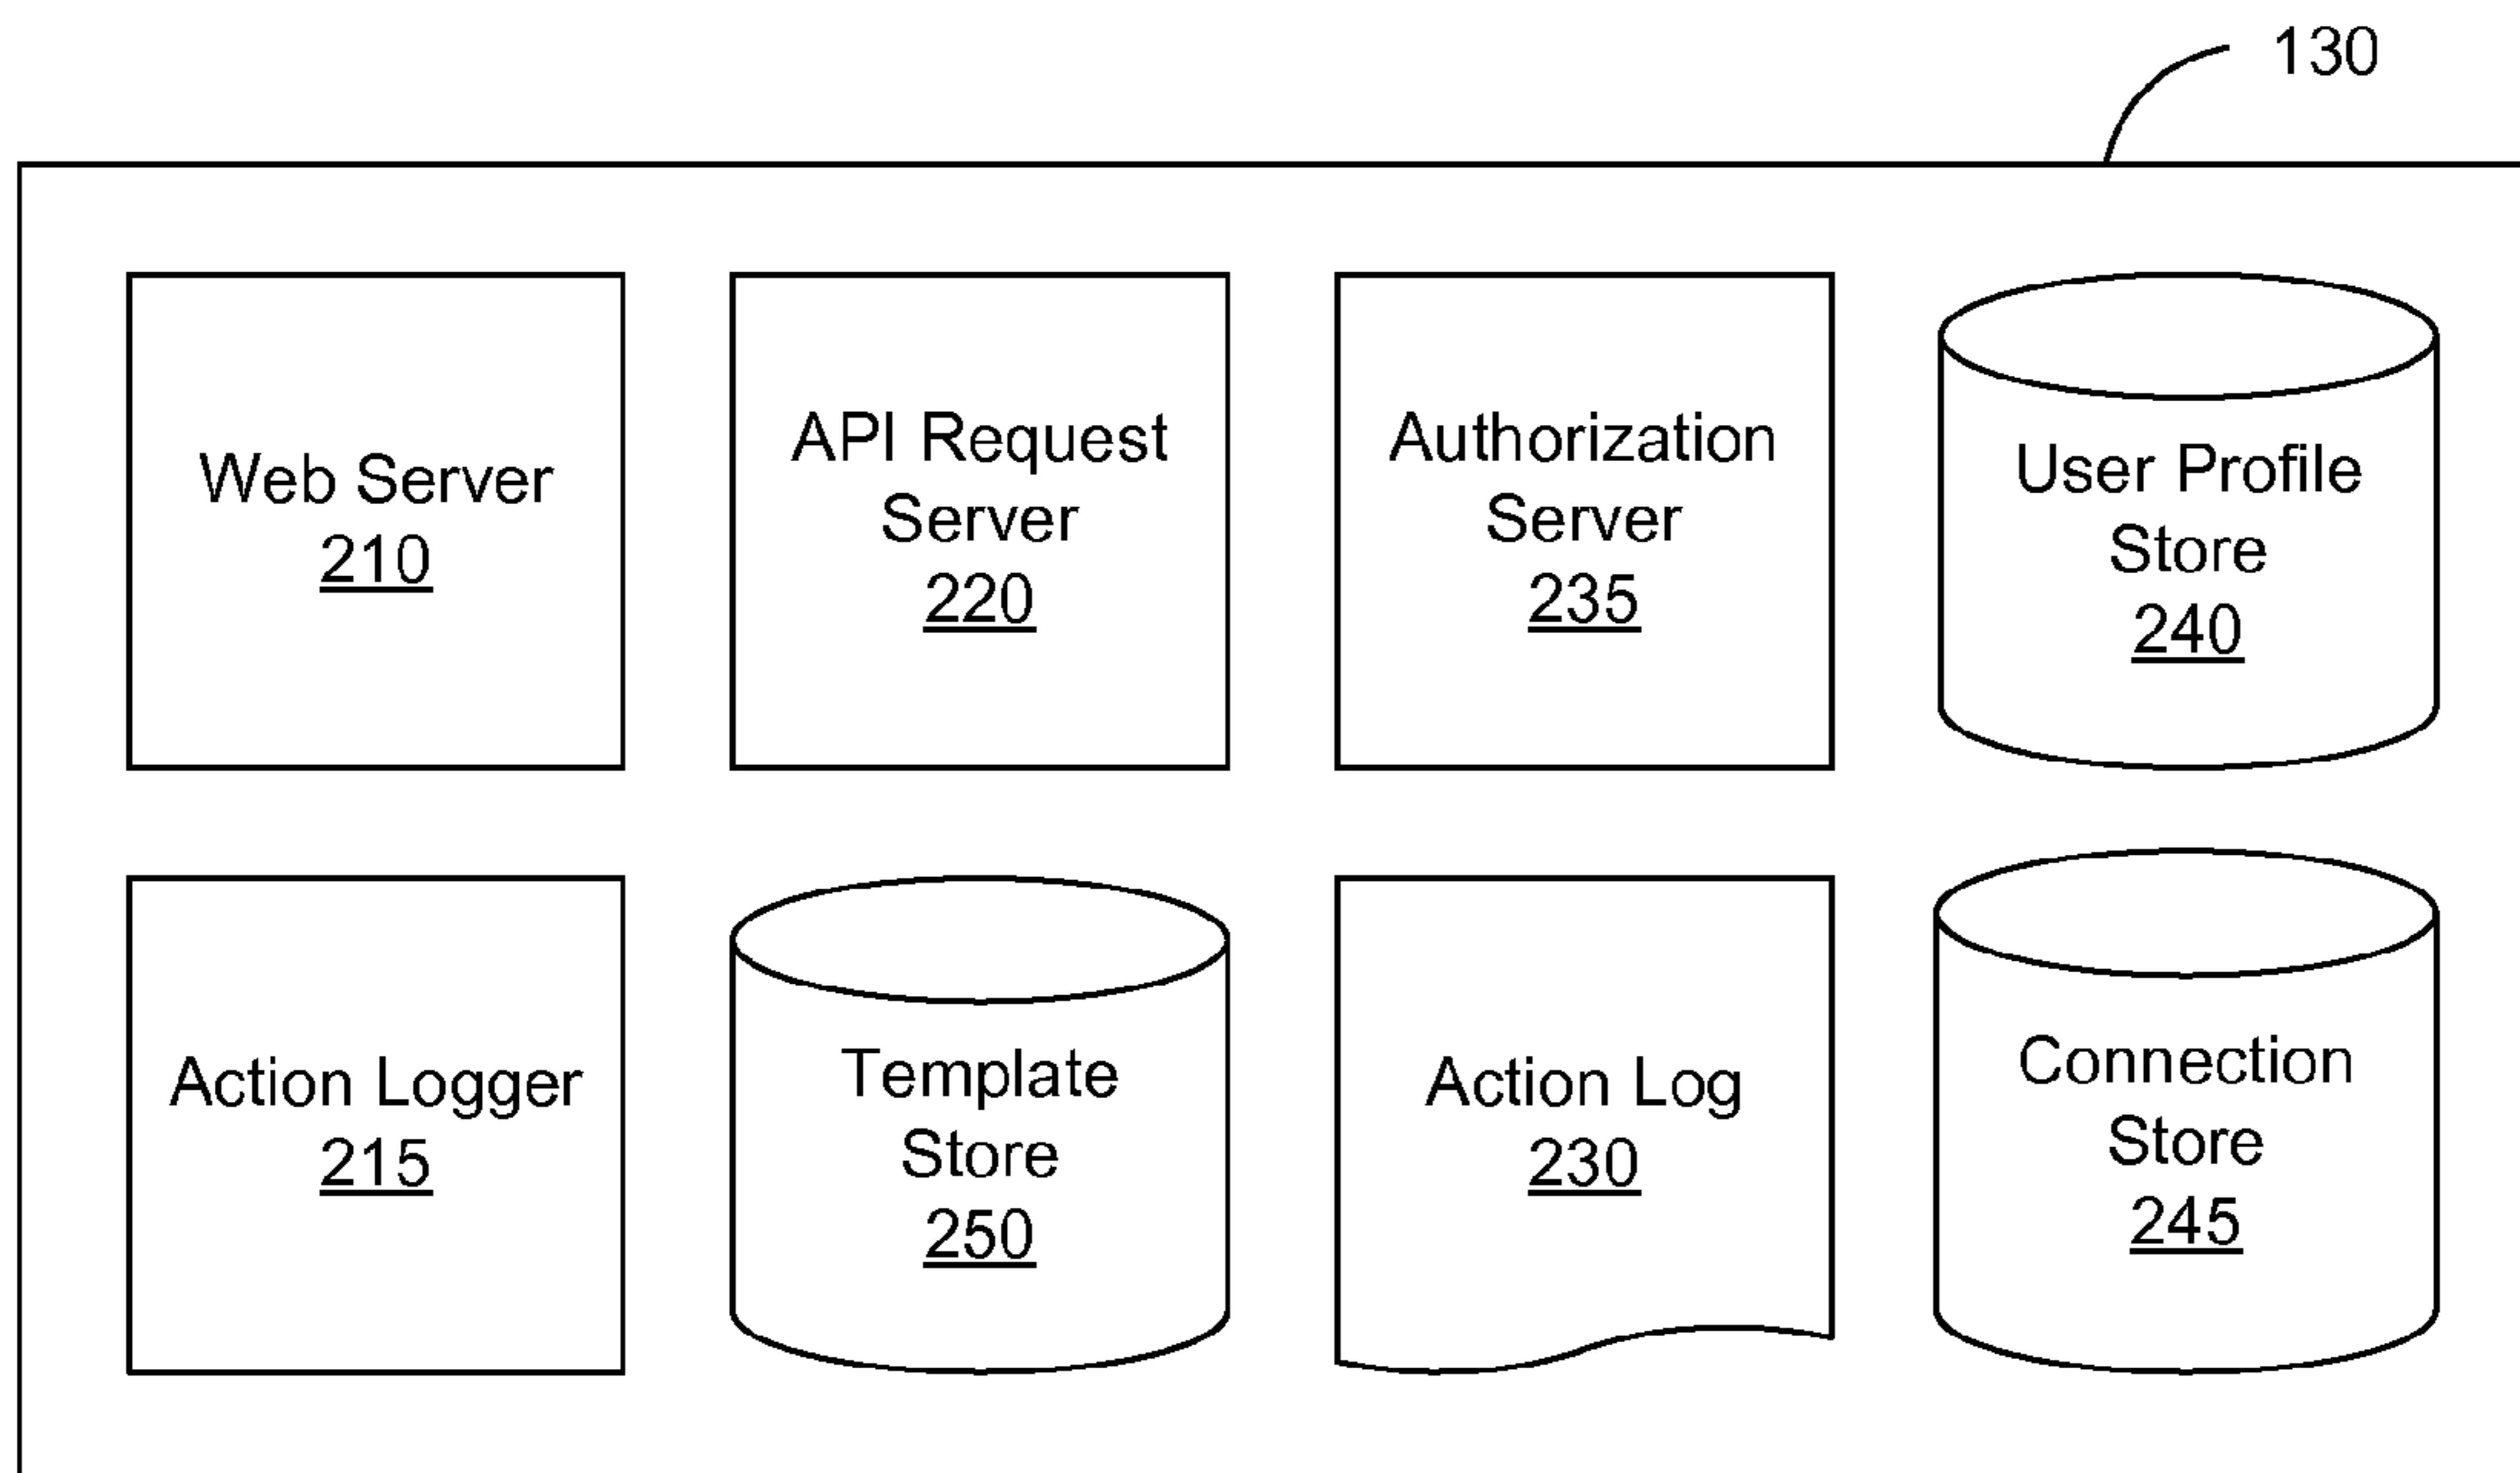 130
Web Server
210
API Request
Server
220
Authorization
Server
235
User Profile
Store
240
Action Logger
215
Template
Store
250
Action Log
230
Connection
Store
245